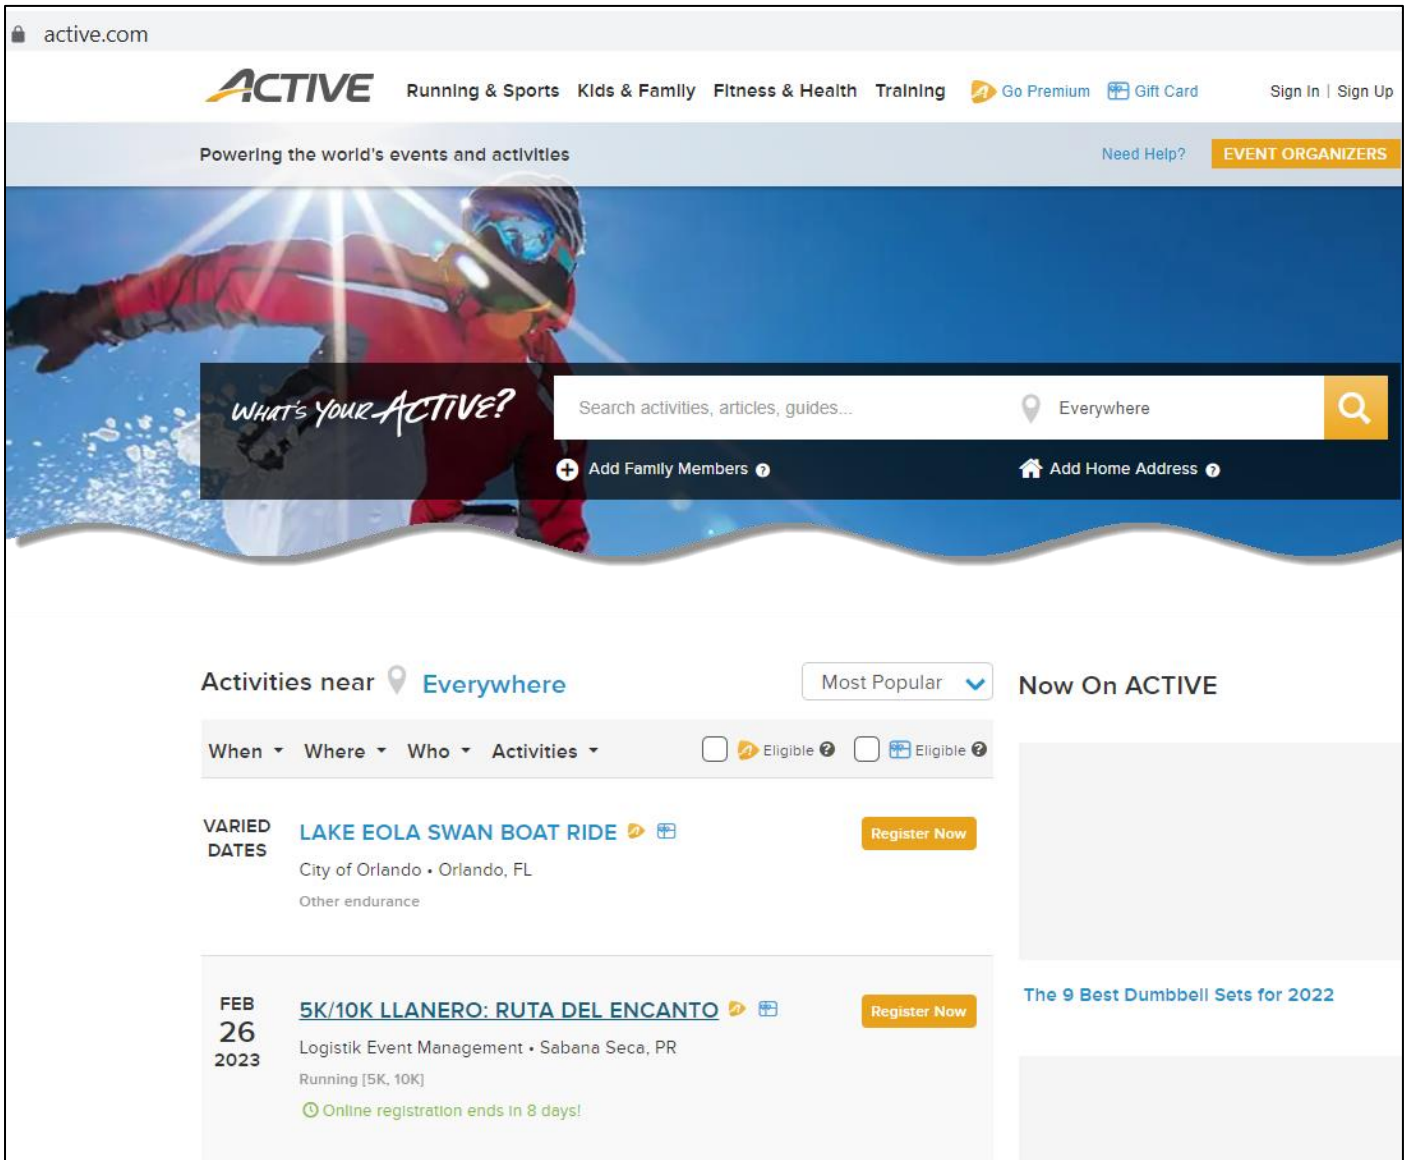 active.com
ACTIVE Running & Sports Kids & Family Fitness & Health Training Go Premium Gift Card Sign In | Sign Up
Powering the world's events and activities Need Help? EVENT ORGANIZERS
WHAT'S YOUR ACTIVE? Search activities, articles, guides... Everywhere
Add Family Members ? Add Home Address ?
Activities near Everywhere Most Popular Now On ACTIVE
When Where Who Activities Eligible ? Eligible ?
VARIED
DATES
LAKE EOLA SWAN BOAT RIDE Register Now
City of Orlando • Orlando, FL
Other endurance
FEB
26
2023
5K/10K LLANERO: RUTA DEL ENCANTO Register Now
Logistik Event Management • Sabana Seca, PR
Running [5K, 10K]
Online registration ends in 8 days!
The 9 Best Dumbbell Sets for 2022